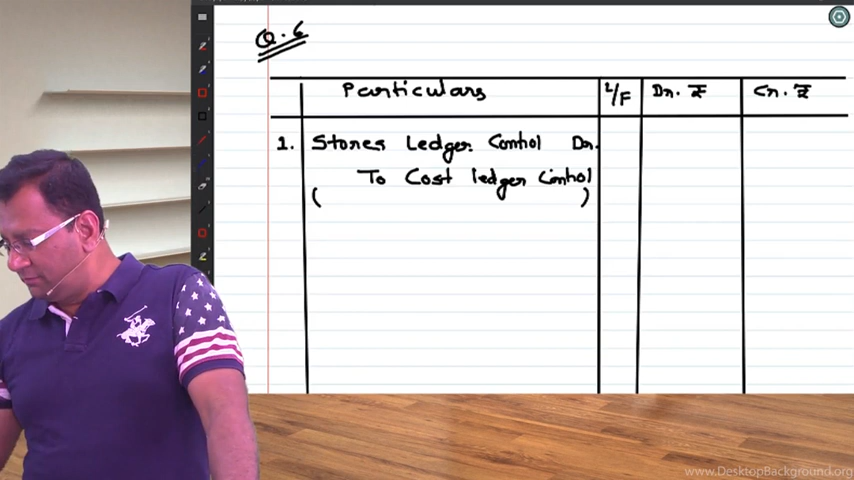 Q.6
Particulars L/F Dr. ₹ Cr. ₹
1. Stores Ledger Control Dr.
To Cost ledger Control
( )
www.DesktopBackground.org